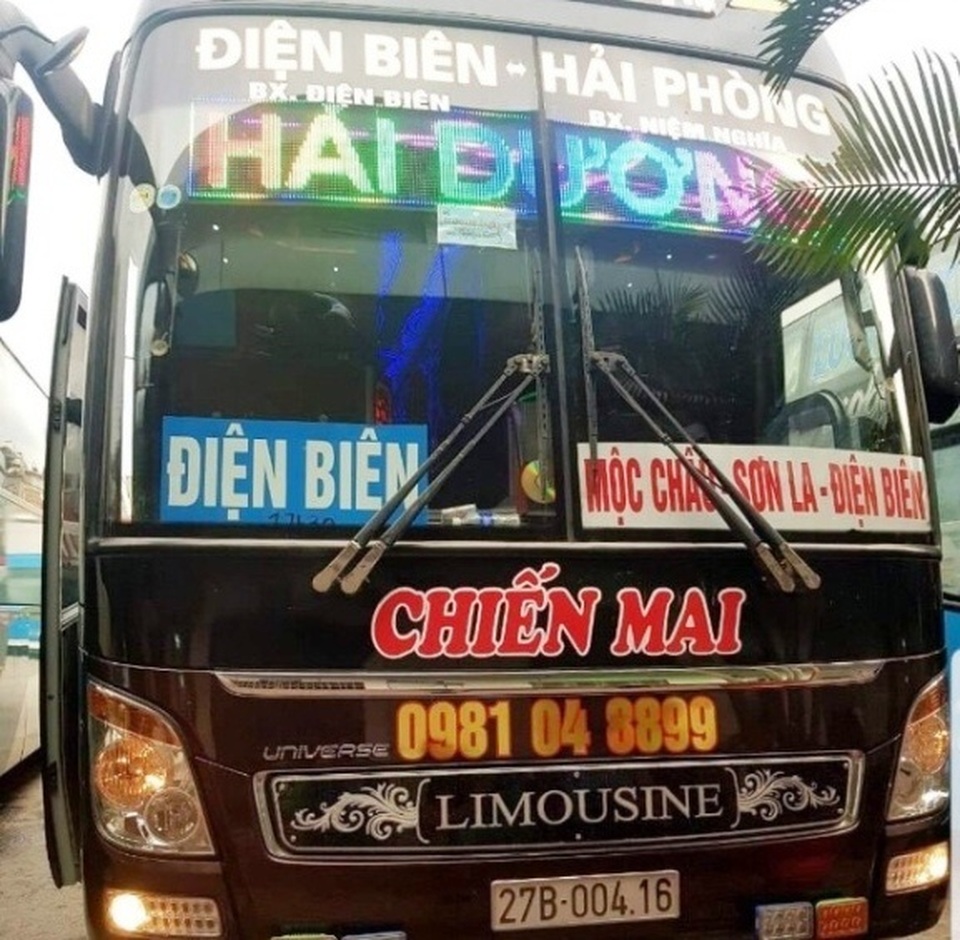 ĐIỆN BIÊN ↔ HẢI PHÒNG
BX. ĐIỆN BIÊN
BX. NIỆM NGHĨA
HẢI DƯƠNG
ĐIỆN BIÊN
MỘC CHÂU - SƠN LA - ĐIỆN BIÊN
CHIẾN MAI
0981 04 8899
UNIVERSE
LIMOUSINE
27B-004.16